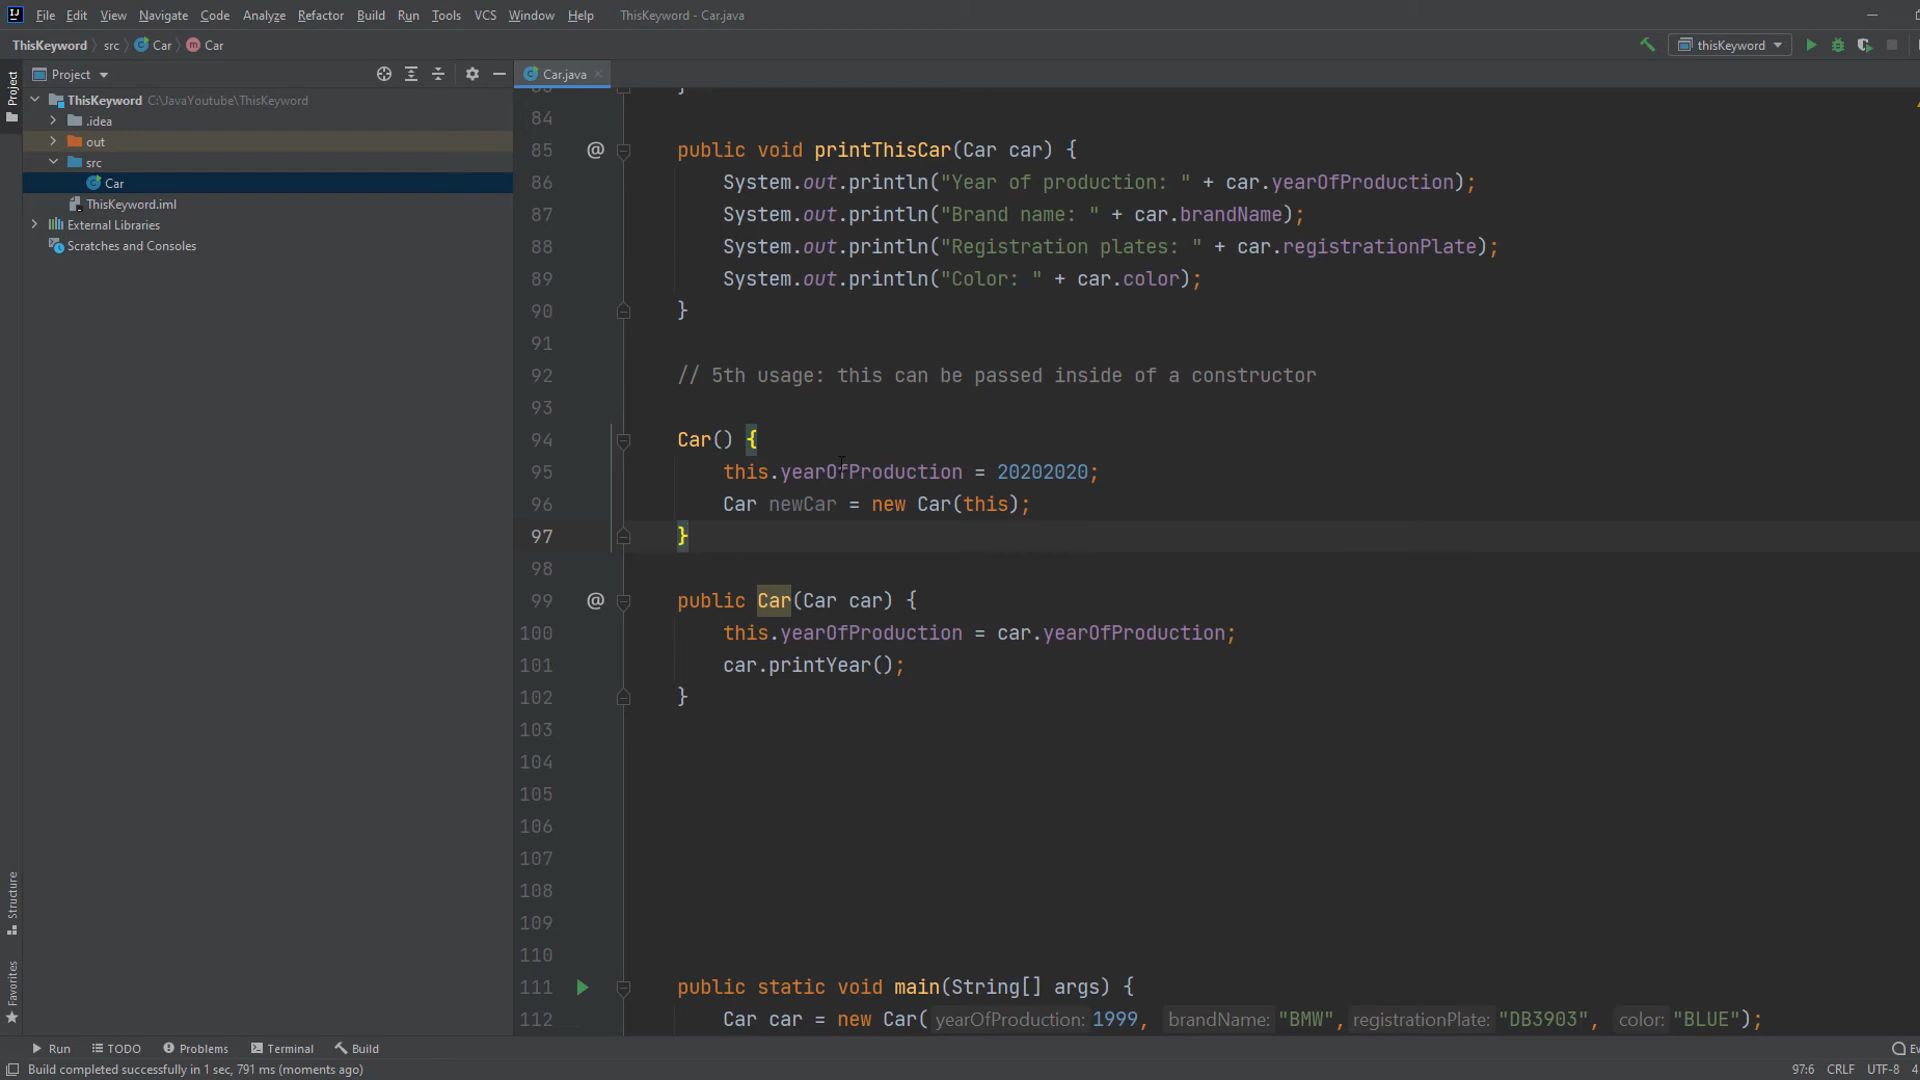 File Edit View Navigate Code Analyze Refactor Build Run Tools VCS Window Help ThisKeyword - Car.java
ThisKeyword src Car m Car thisKeyword
Project
Project Car.java
ThisKeyword C:\JavaYoutube\ThisKeyword
.idea
out
src
Car
ThisKeyword.iml
External Libraries
Scratches and Consoles
}
84
85 @ public void printThisCar(Car car) {
86 System.out.println("Year of production: " + car.yearOfProduction);
87 System.out.println("Brand name: " + car.brandName);
88 System.out.println("Registration plates: " + car.registrationPlate);
89 System.out.println("Color: " + car.color);
90 }
91
92 // 5th usage: this can be passed inside of a constructor
93
94 Car() {
95 this.yearOfProduction = 20202020;
96 Car newCar = new Car(this);
97 }
98
99 @ public Car(Car car) {
100 this.yearOfProduction = car.yearOfProduction;
101 car.printYear();
102 }
103
104
105
106
107
108
109
110
111 public static void main(String[] args) {
112 Car car = new Car( yearOfProduction: 1999, brandName: "BMW", registrationPlate: "DB3903", color: "BLUE");
Structure
Favorites
Run TODO Problems Terminal Build
Build completed successfully in 1 sec, 791 ms (moments ago) 97:6 CRLF UTF-8 4